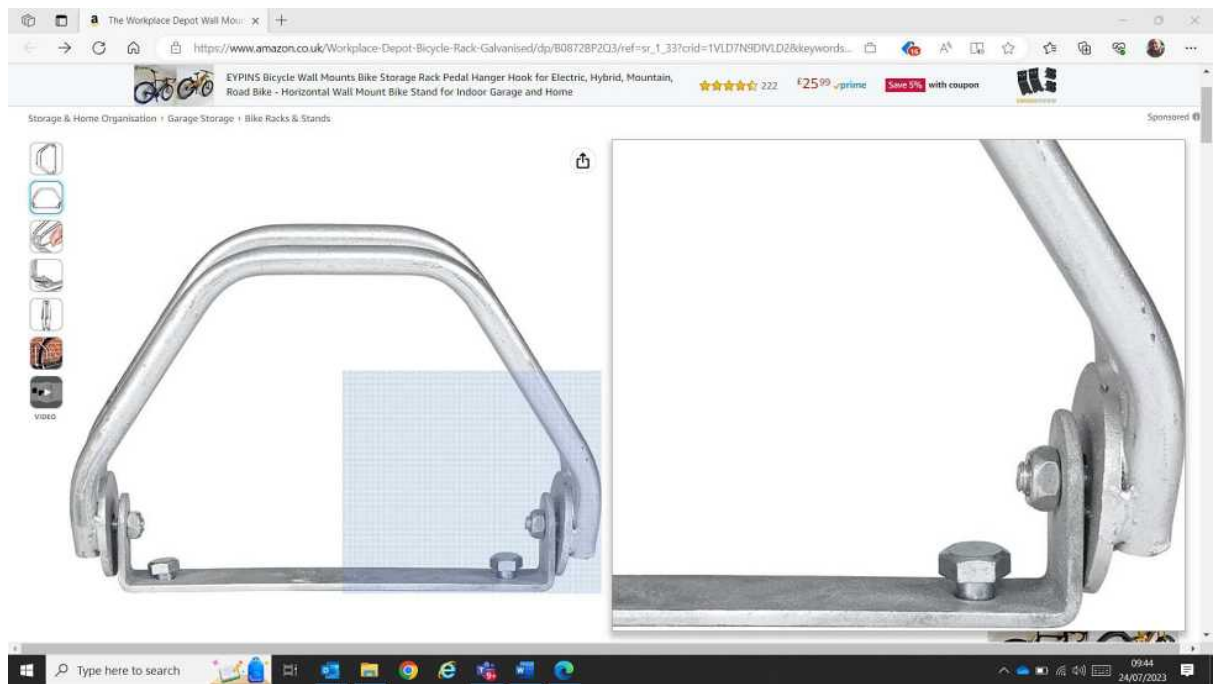 The Workplace Depot Wall Mou
https://www.amazon.co.uk/Workplace-Depot-Bicycle-Rack-Galvanised/dp/B0872BP2Q3/ref=sr_1_33?crid=1VLD7N9DIVLD2&keywords...
EYPINS Bicycle Wall Mounts Bike Storage Rack Pedal Hanger Hook for Electric, Hybrid, Mountain,
Road Bike - Horizontal Wall Mount Bike Stand for Indoor Garage and Home
222
£25.99 prime
Save 5% with coupon
Storage & Home Organisation › Garage Storage › Bike Racks & Stands
Sponsored
VIDEO
Type here to search
09:44
24/07/2023